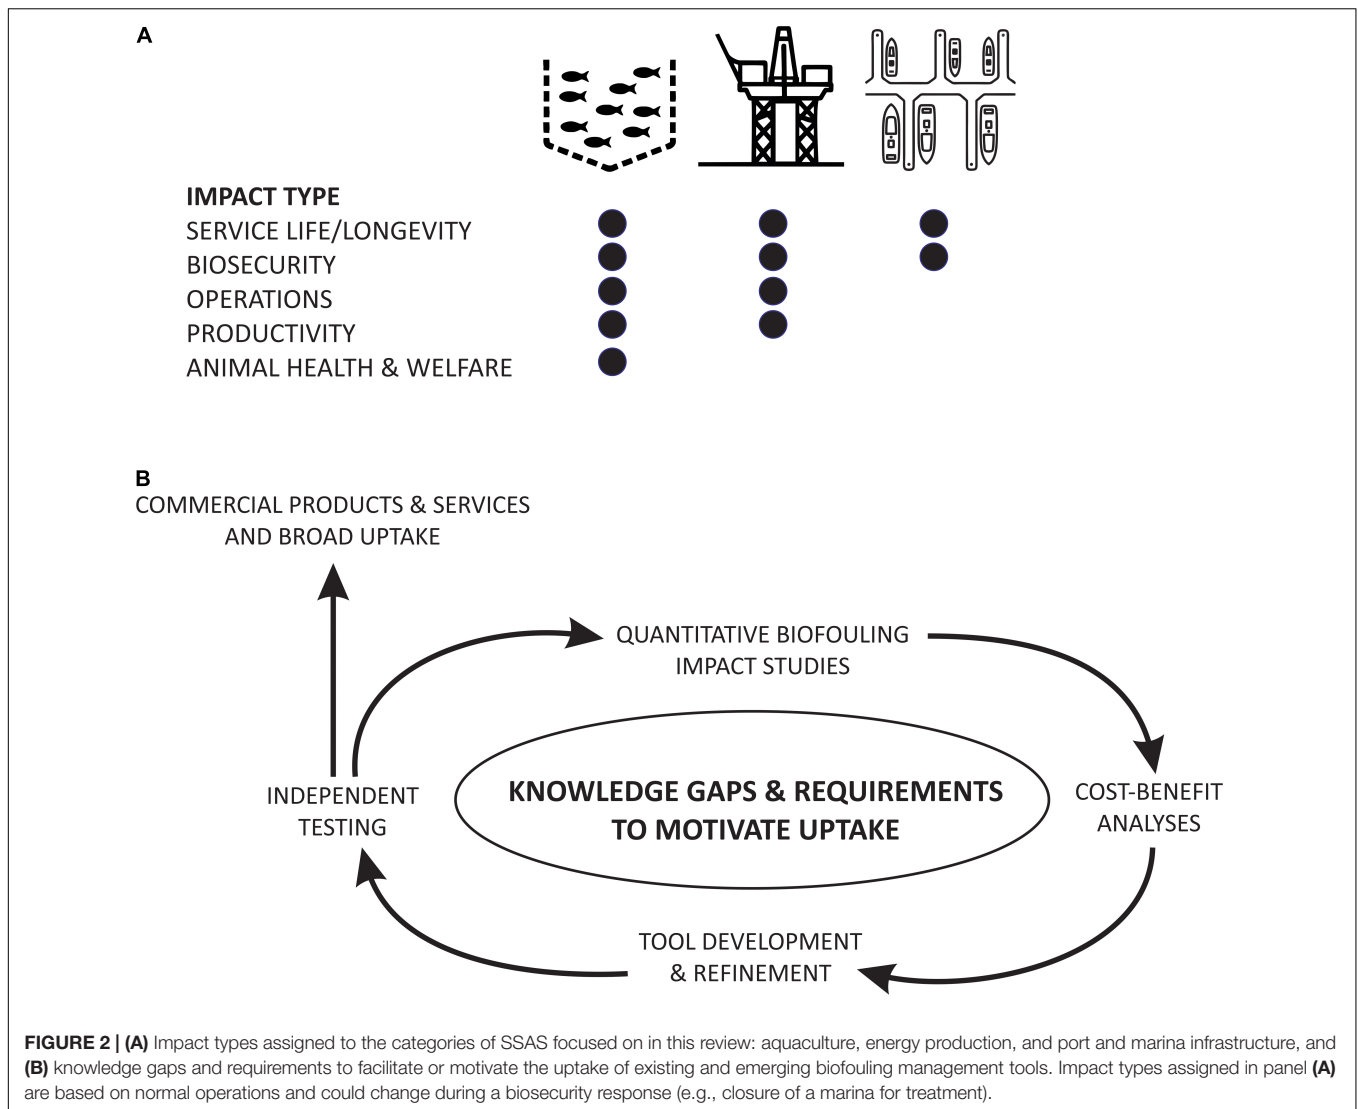 A
IMPACT TYPE
SERVICE LIFE/LONGEVITY
BIOSECURITY
OPERATIONS
PRODUCTIVITY
ANIMAL HEALTH & WELFARE
B
COMMERCIAL PRODUCTS & SERVICES
AND BROAD UPTAKE
QUANTITATIVE BIOFOULING
IMPACT STUDIES
KNOWLEDGE GAPS & REQUIREMENTS
TO MOTIVATE UPTAKE
COST-BENEFIT
ANALYSES
INDEPENDENT
TESTING
TOOL DEVELOPMENT
& REFINEMENT
FIGURE 2 | (A) Impact types assigned to the categories of SSAS focused on in this review: aquaculture, energy production, and port and marina infrastructure, and
(B) knowledge gaps and requirements to facilitate or motivate the uptake of existing and emerging biofouling management tools. Impact types assigned in panel (A)
are based on normal operations and could change during a biosecurity response (e.g., closure of a marina for treatment).